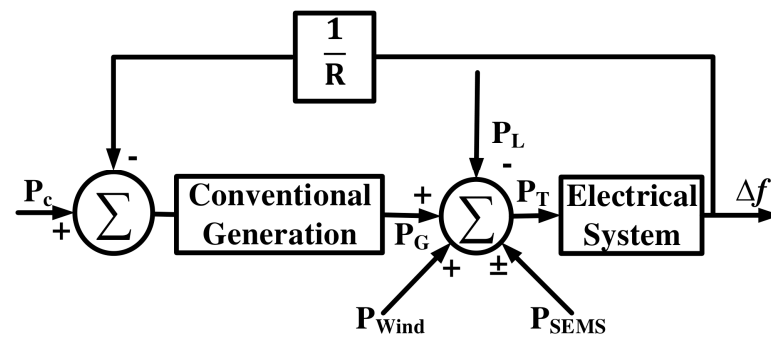 1
R
-
P_L
-
P_c
+
∑
Conventional
Generation
+
P_G
∑
P_T
Electrical
System
Δf
+
±
P_Wind
P_SEMS